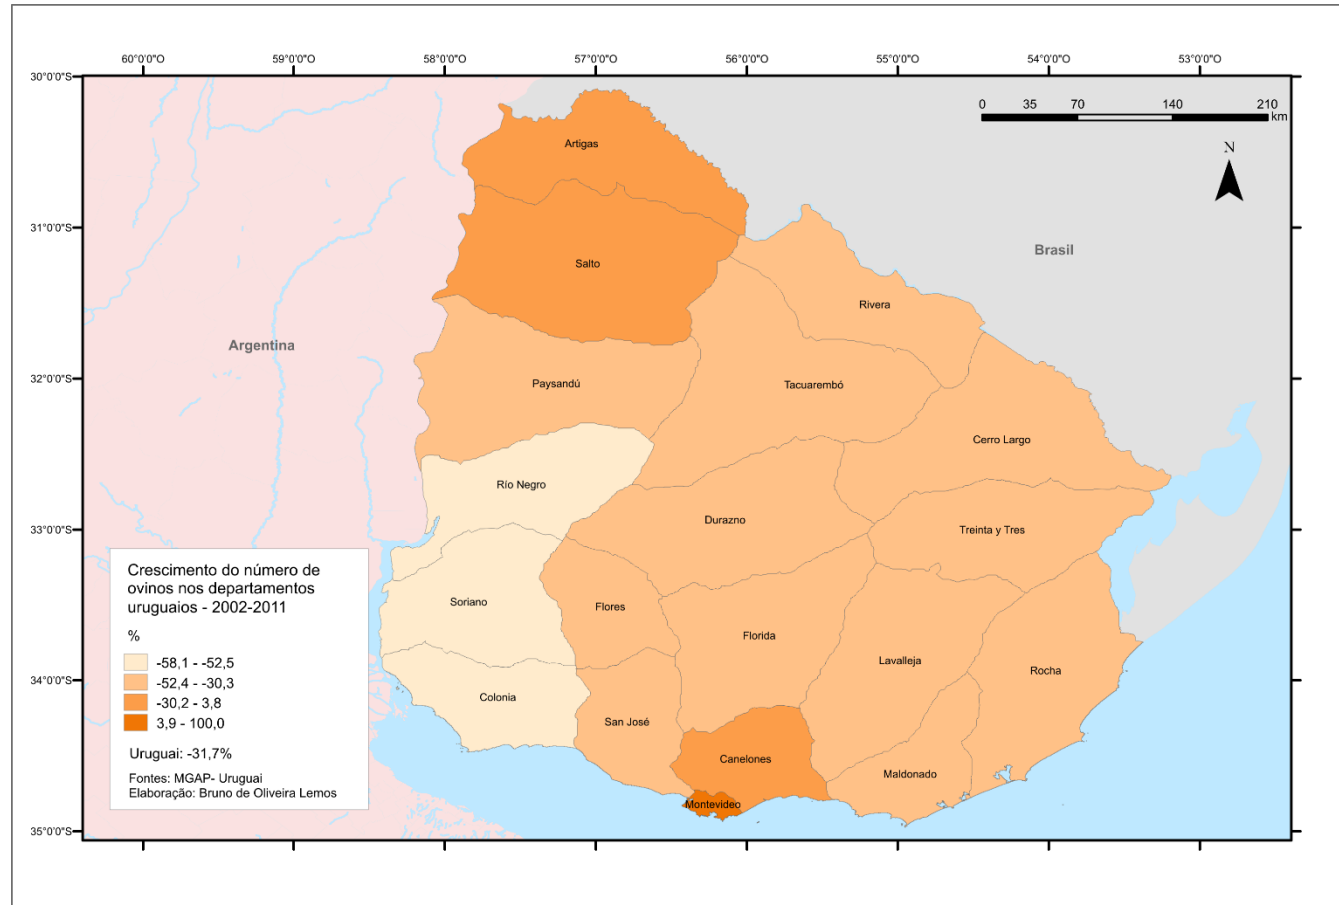 60°0'0"O 59°0'0"O 58°0'0"O 57°0'0"O 56°0'0"O 55°0'0"O 54°0'0"O 53°0'0"O
30°0'0"S
0 35 70 140 210
km
Artigas
N
31°0'0"S
Brasil
Salto
Rivera
Argentina
32°0'0"S
Paysandú
Tacuarembó
Cerro Largo
Río Negro
Durazno
33°0'0"S
Treinta y Tres
Soriano
Flores
Florida
Lavalleja
Rocha
34°0'0"S
Colonia
San José
Canelones
Maldonado
Montevideo
35°0'0"S
Crescimento do número de
ovinos nos departamentos
uruguaios - 2002-2011
%
-58,1 - -52,5
-52,4 - -30,3
-30,2 - 3,8
3,9 - 100,0
Uruguai: -31,7%
Fontes: MGAP- Uruguai
Elaboração: Bruno de Oliveira Lemos